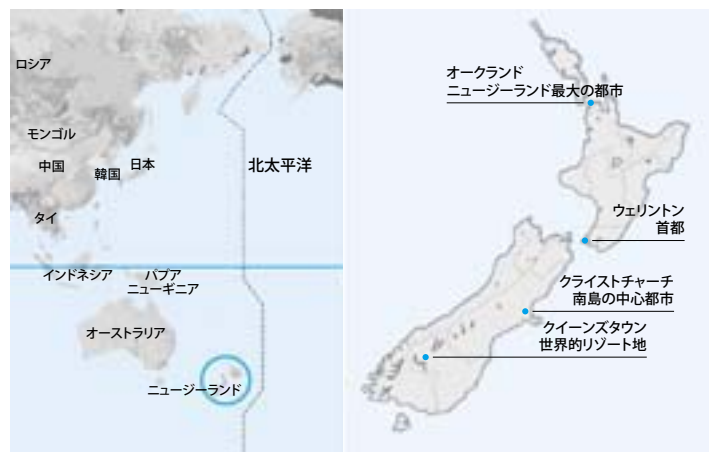 ロシア
モンゴル
中国
韓国
日本
北太平洋
タイ
インドネシア
パプア
ニューギニア
オーストラリア
ニュージーランド
オークランド
ニュージーランド最大の都市
ウェリントン
首都
クライストチャーチ
南島の中心都市
クイーンズタウン
世界的リゾート地